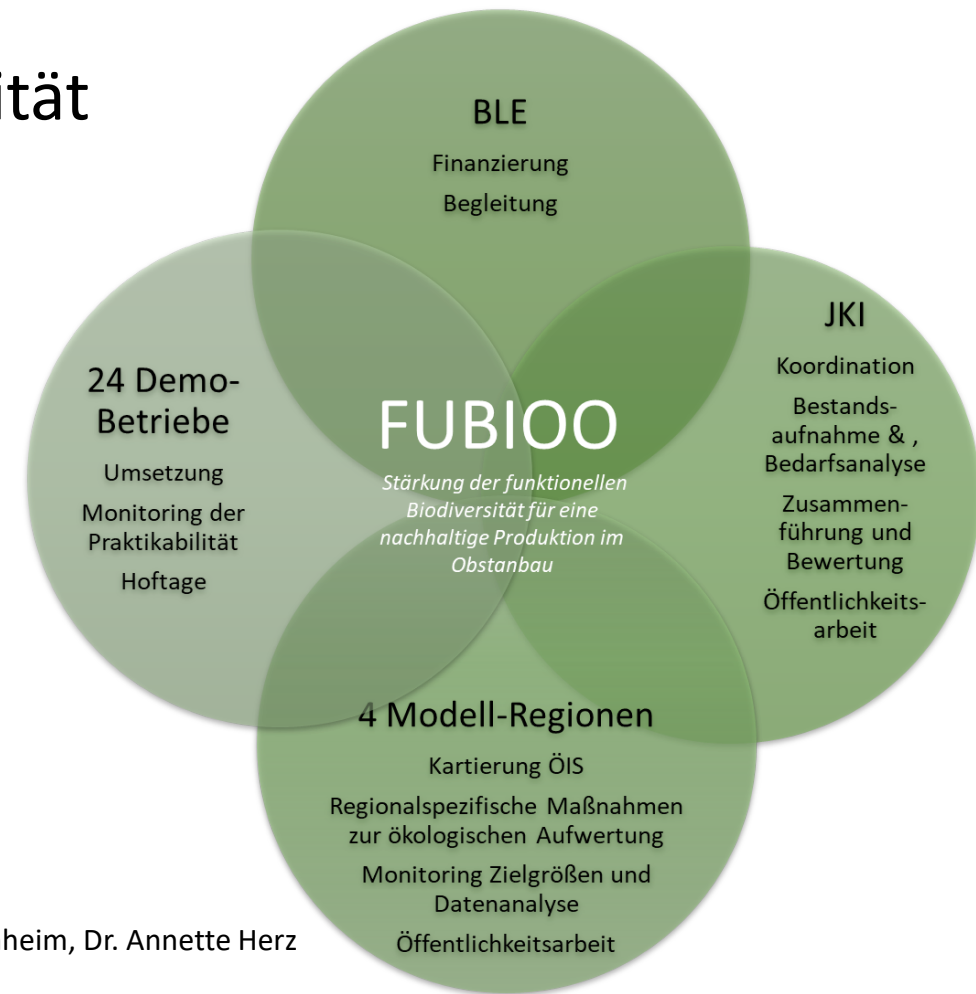 ität
BLE
Finanzierung
Begleitung
JKI
Koordination
Bestands-
aufnahme & ,
Bedarfsanalyse
Zusammen-
führung und
Bewertung
Öffentlichkeits-
arbeit
24 Demo-
Betriebe
Umsetzung
Monitoring der
Praktikabilität
Hoftage
FUBIOO
Stärkung der funktionellen
Biodiversität für eine
nachhaltige Produktion im
Obstanbau
4 Modell-Regionen
Kartierung ÖIS
Regionalspezifische Maßnahmen
zur ökologischen Aufwertung
Monitoring Zielgrößen und
Datenanalyse
Öffentlichkeitsarbeit
heim, Dr. Annette Herz